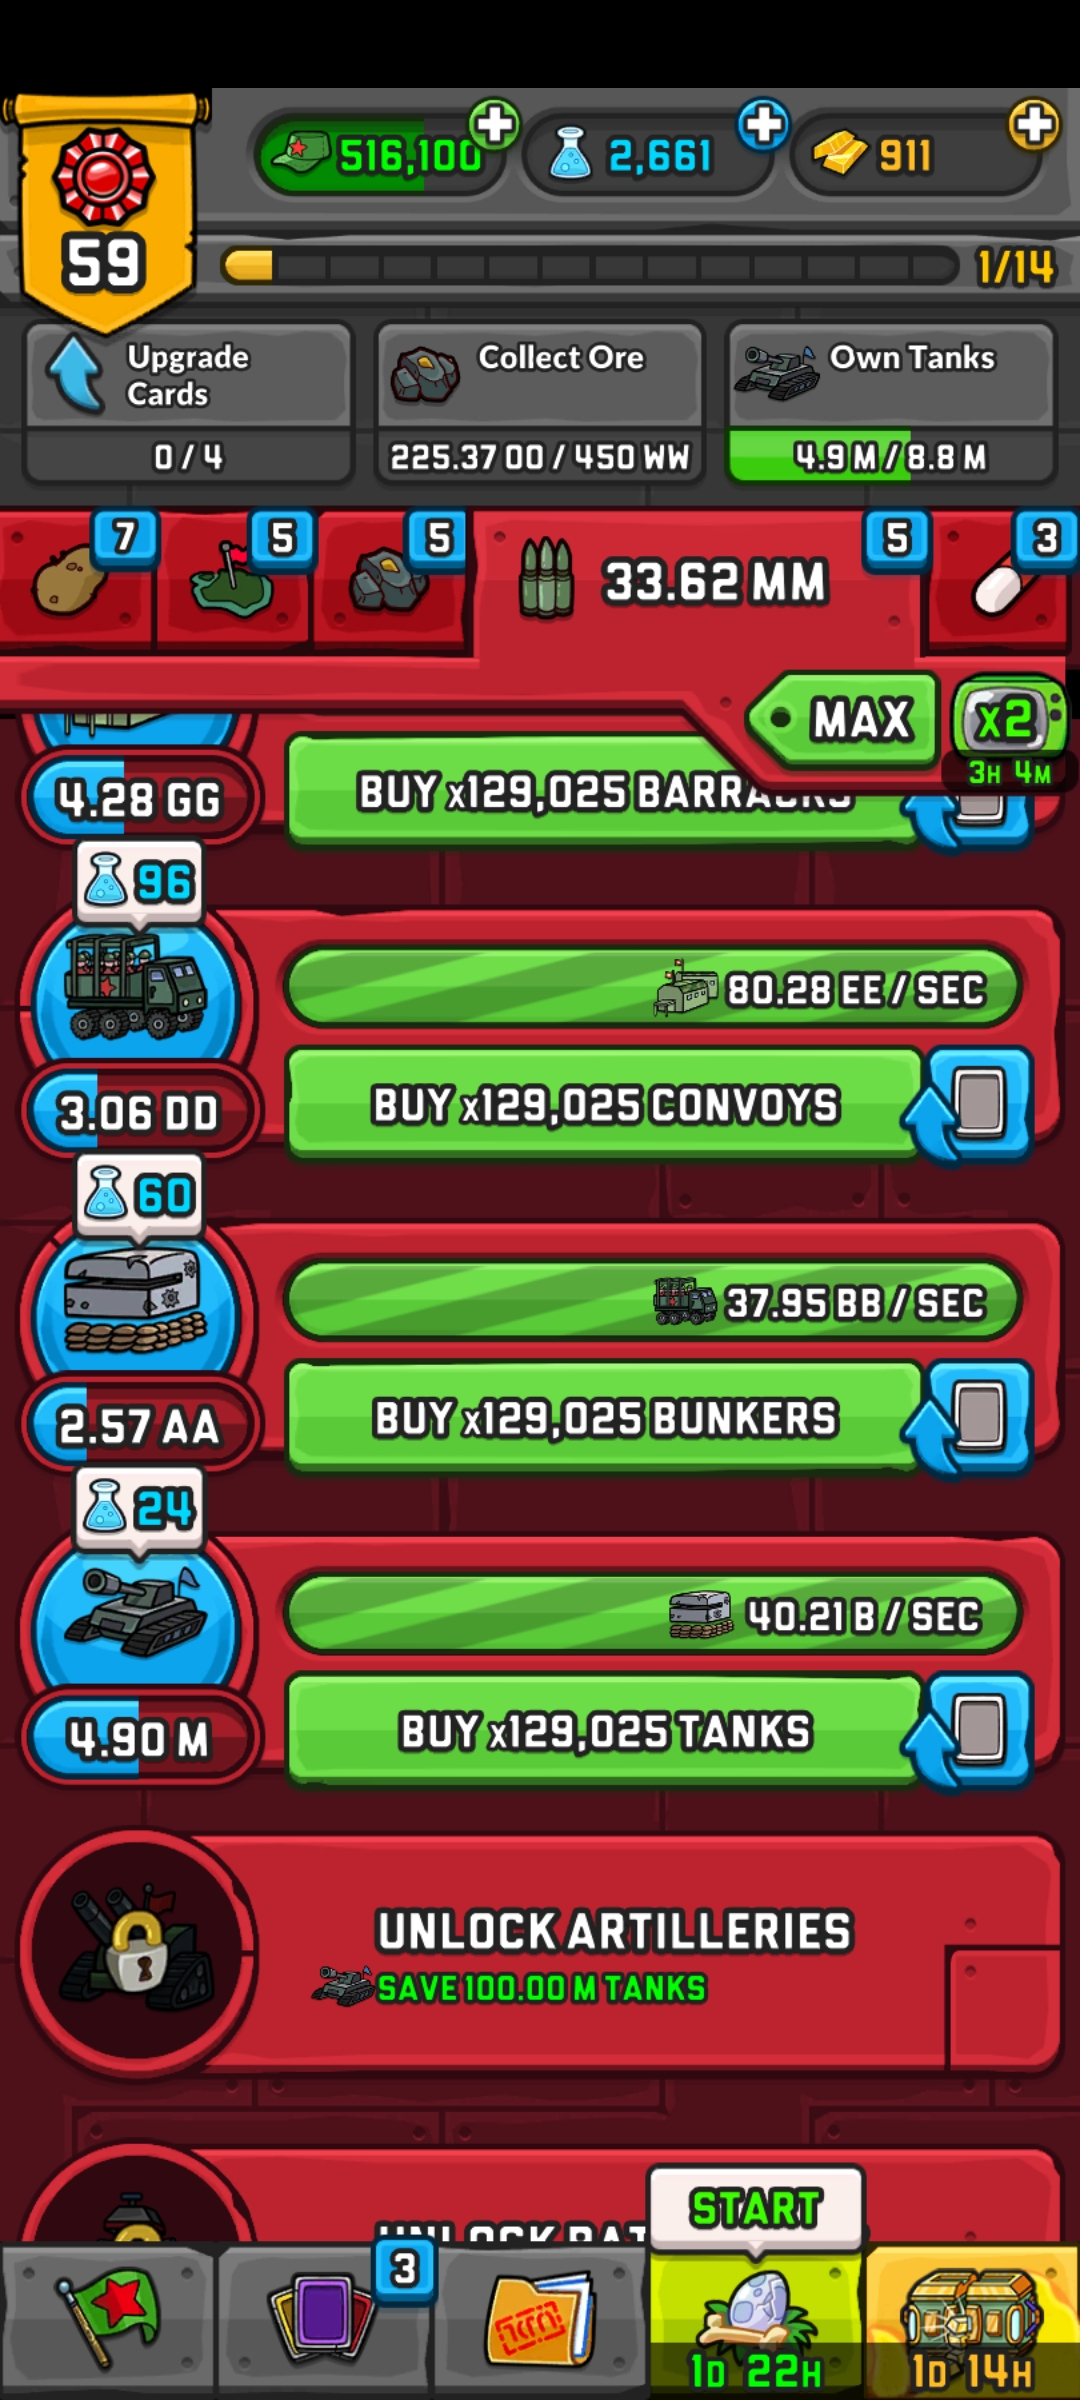 516,100
2,661
911
59
1/14
Upgrade
Cards
0/4
Collect Ore
225.37 OO / 450 WW
Own Tanks
4.9 M / 8.8 M
7
5
5
33.62 MM
5
3
MAX
x2
3H 4M
4.28 GG
BUY x129,025 BARRACKS
96
80.28 EE / SEC
3.06 DD
BUY x129,025 CONVOYS
60
37.95 BB / SEC
2.57 AA
BUY x129,025 BUNKERS
24
40.21 B / SEC
4.90 M
BUY x129,025 TANKS
UNLOCK ARTILLERIES
SAVE 100.00 M TANKS
UNLOCK
START
3
1D 22H
1D 14H